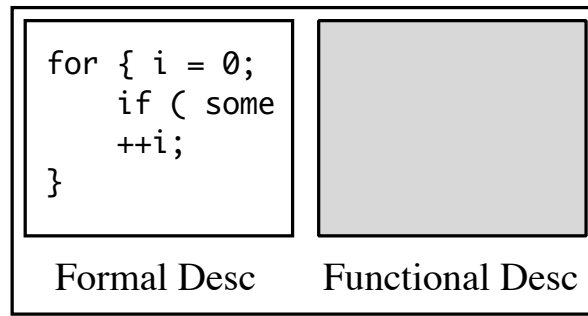 for { i = 0;
    if ( some
    ++i;
}
Formal Desc
Functional Desc